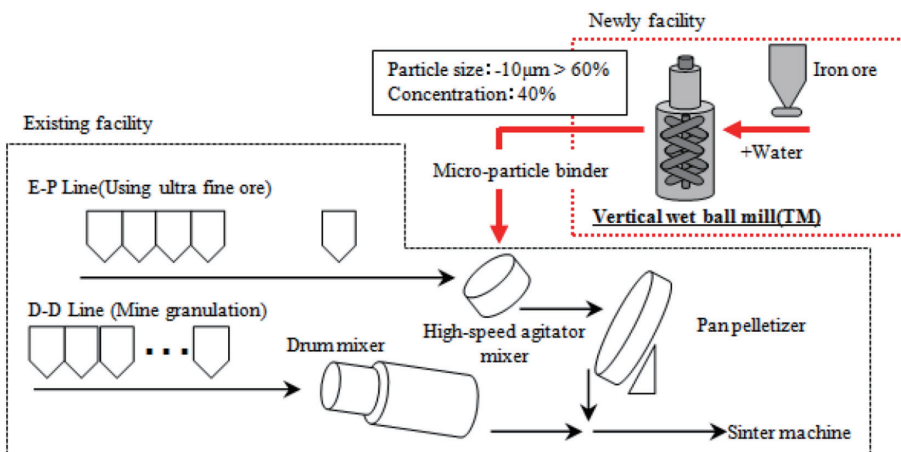 Newly facility
Particle size：-10μm > 60%
Concentration：40%
Iron ore
Existing facility
+Water
Micro-particle binder
E-P Line(Using ultra fine ore)
Vertical wet ball mill(TM)
D-D Line (Mine granulation)
High-speed agitator
mixer
Pan pelletizer
Drum mixer
Sinter machine